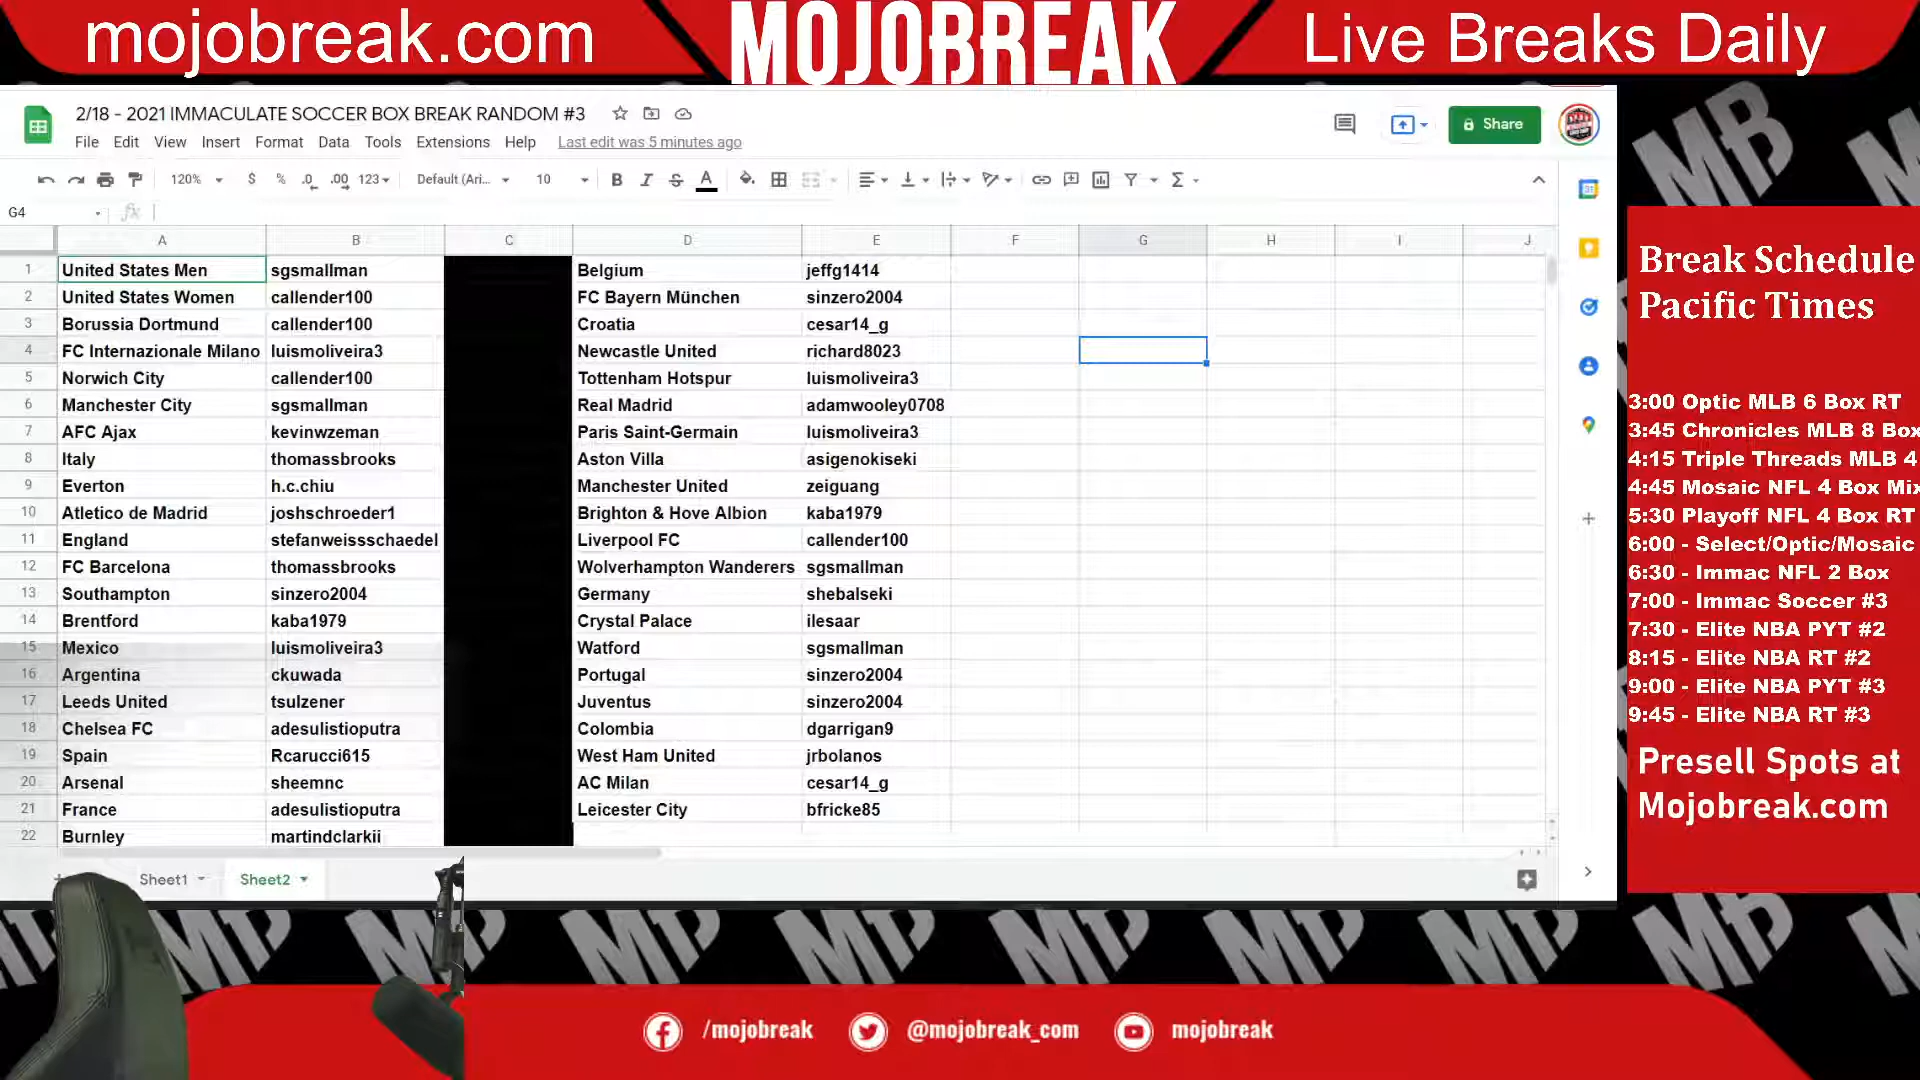 mojobreak.com
MOJOBREAK
Live Breaks Daily
2/18 - 2021 IMMACULATE SOCCER BOX BREAK RANDOM #3
Share
File Edit View Insert Format Data Tools Extensions Help Last edit was 5 minutes ago
120% $ % .0 .00 123 Default (Ari... 10 B I S A
G4 fx
A B C D E F G H I J
1 United States Men sgsmallman Belgium jeffg1414
2 United States Women callender100 FC Bayern München sinzero2004
3 Borussia Dortmund callender100 Croatia cesar14_g
4 FC Internazionale Milano luismoliveira3 Newcastle United richard8023
5 Norwich City callender100 Tottenham Hotspur luismoliveira3
6 Manchester City sgsmallman Real Madrid adamwooley0708
7 AFC Ajax kevinwzeman Paris Saint-Germain luismoliveira3
8 Italy thomassbrooks Aston Villa asigenokiseki
9 Everton h.c.chiu Manchester United zeiguang
10 Atletico de Madrid joshschroeder1 Brighton & Hove Albion kaba1979
11 England stefanweissschaedel Liverpool FC callender100
12 FC Barcelona thomassbrooks Wolverhampton Wanderers sgsmallman
13 Southampton sinzero2004 Germany shebalseki
14 Brentford kaba1979 Crystal Palace ilesaar
15 Mexico luismoliveira3 Watford sgsmallman
16 Argentina ckuwada Portugal sinzero2004
17 Leeds United tsulzener Juventus sinzero2004
18 Chelsea FC adesulistioputra Colombia dgarrigan9
19 Spain Rcarucci615 West Ham United jrbolanos
20 Arsenal sheemnc AC Milan cesar14_g
21 France adesulistioputra Leicester City bfricke85
22 Burnley martindclarkii
Sheet1 Sheet2
Break Schedule
Pacific Times
3:00 Optic MLB 6 Box RT
3:45 Chronicles MLB 8 Box
4:15 Triple Threads MLB 4
4:45 Mosaic NFL 4 Box Mix
5:30 Playoff NFL 4 Box RT
6:00 - Select/Optic/Mosaic
6:30 - Immac NFL 2 Box
7:00 - Immac Soccer #3
7:30 - Elite NBA PYT #2
8:15 - Elite NBA RT #2
9:00 - Elite NBA PYT #3
9:45 - Elite NBA RT #3
Presell Spots at
Mojobreak.com
/mojobreak @mojobreak_com mojobreak